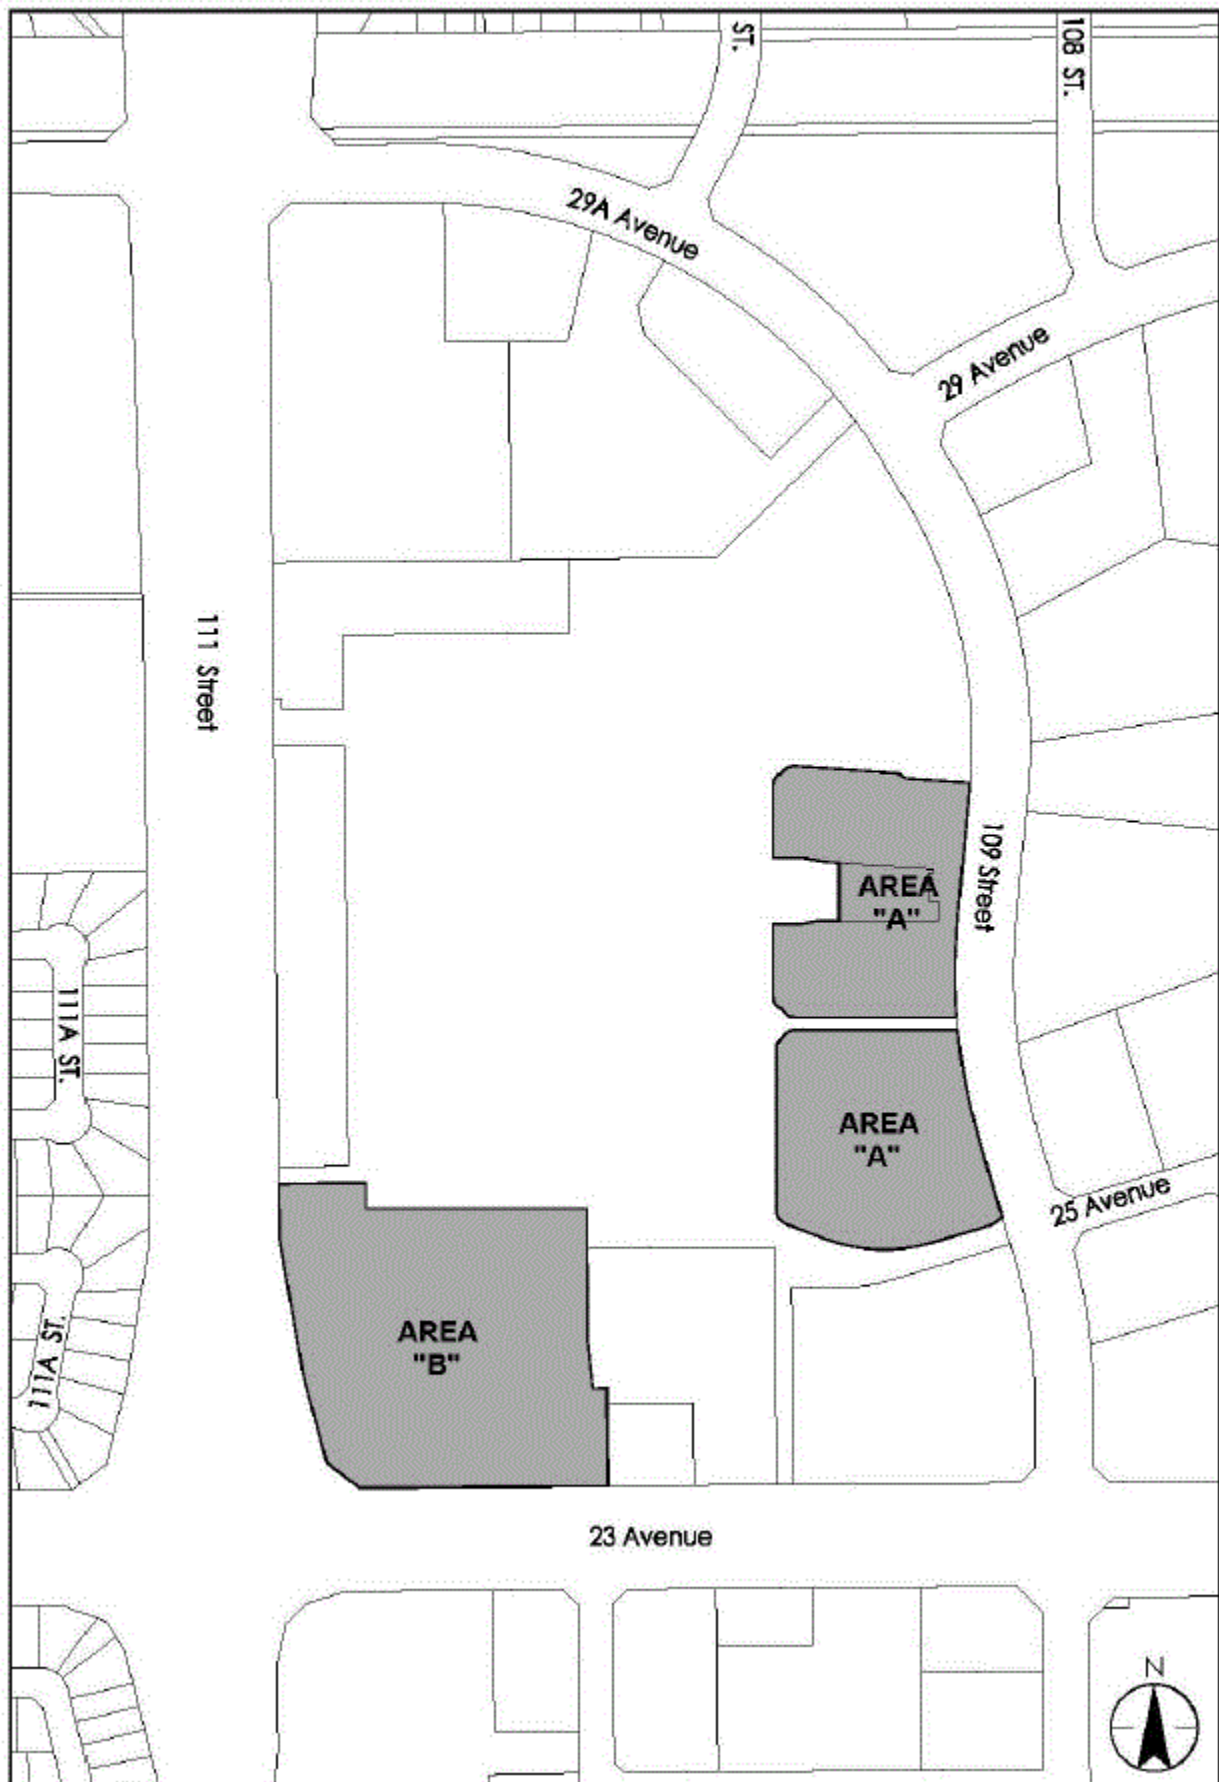 ST.
108 ST.
29A Avenue
29 Avenue
111 Street
109 Street
AREA
"A"
111A ST.
AREA
"A"
25 Avenue
111A ST.
AREA
"B"
23 Avenue
N